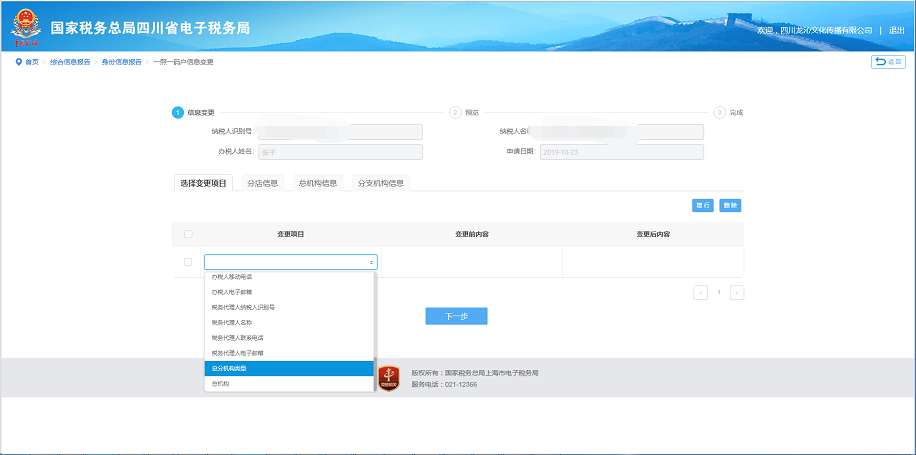 国家税务总局四川省电子税务局
欢迎，四川龙沁文化传播有限公司 | 退出
首页 > 综合信息报告 > 身份信息报告 > 一照一码户信息变更
返回
1 信息变更 2 预览 3 完成
纳税人识别号：
纳税人名称
办税人姓名： 张平
申请日期： 2019-10-23
选择变更项目 分店信息 总机构信息 分支机构信息
增行 删除
变更项目 变更前内容 变更后内容
办税人移动电话
办税人电子邮箱
税务代理人纳税人识别号
税务代理人名称
税务代理人联系电话
税务代理人电子邮箱
总分机构类型
总机构
< 1 >
下一步
版权所有：国家税务总局上海市电子税务局
服务电话：021-12366